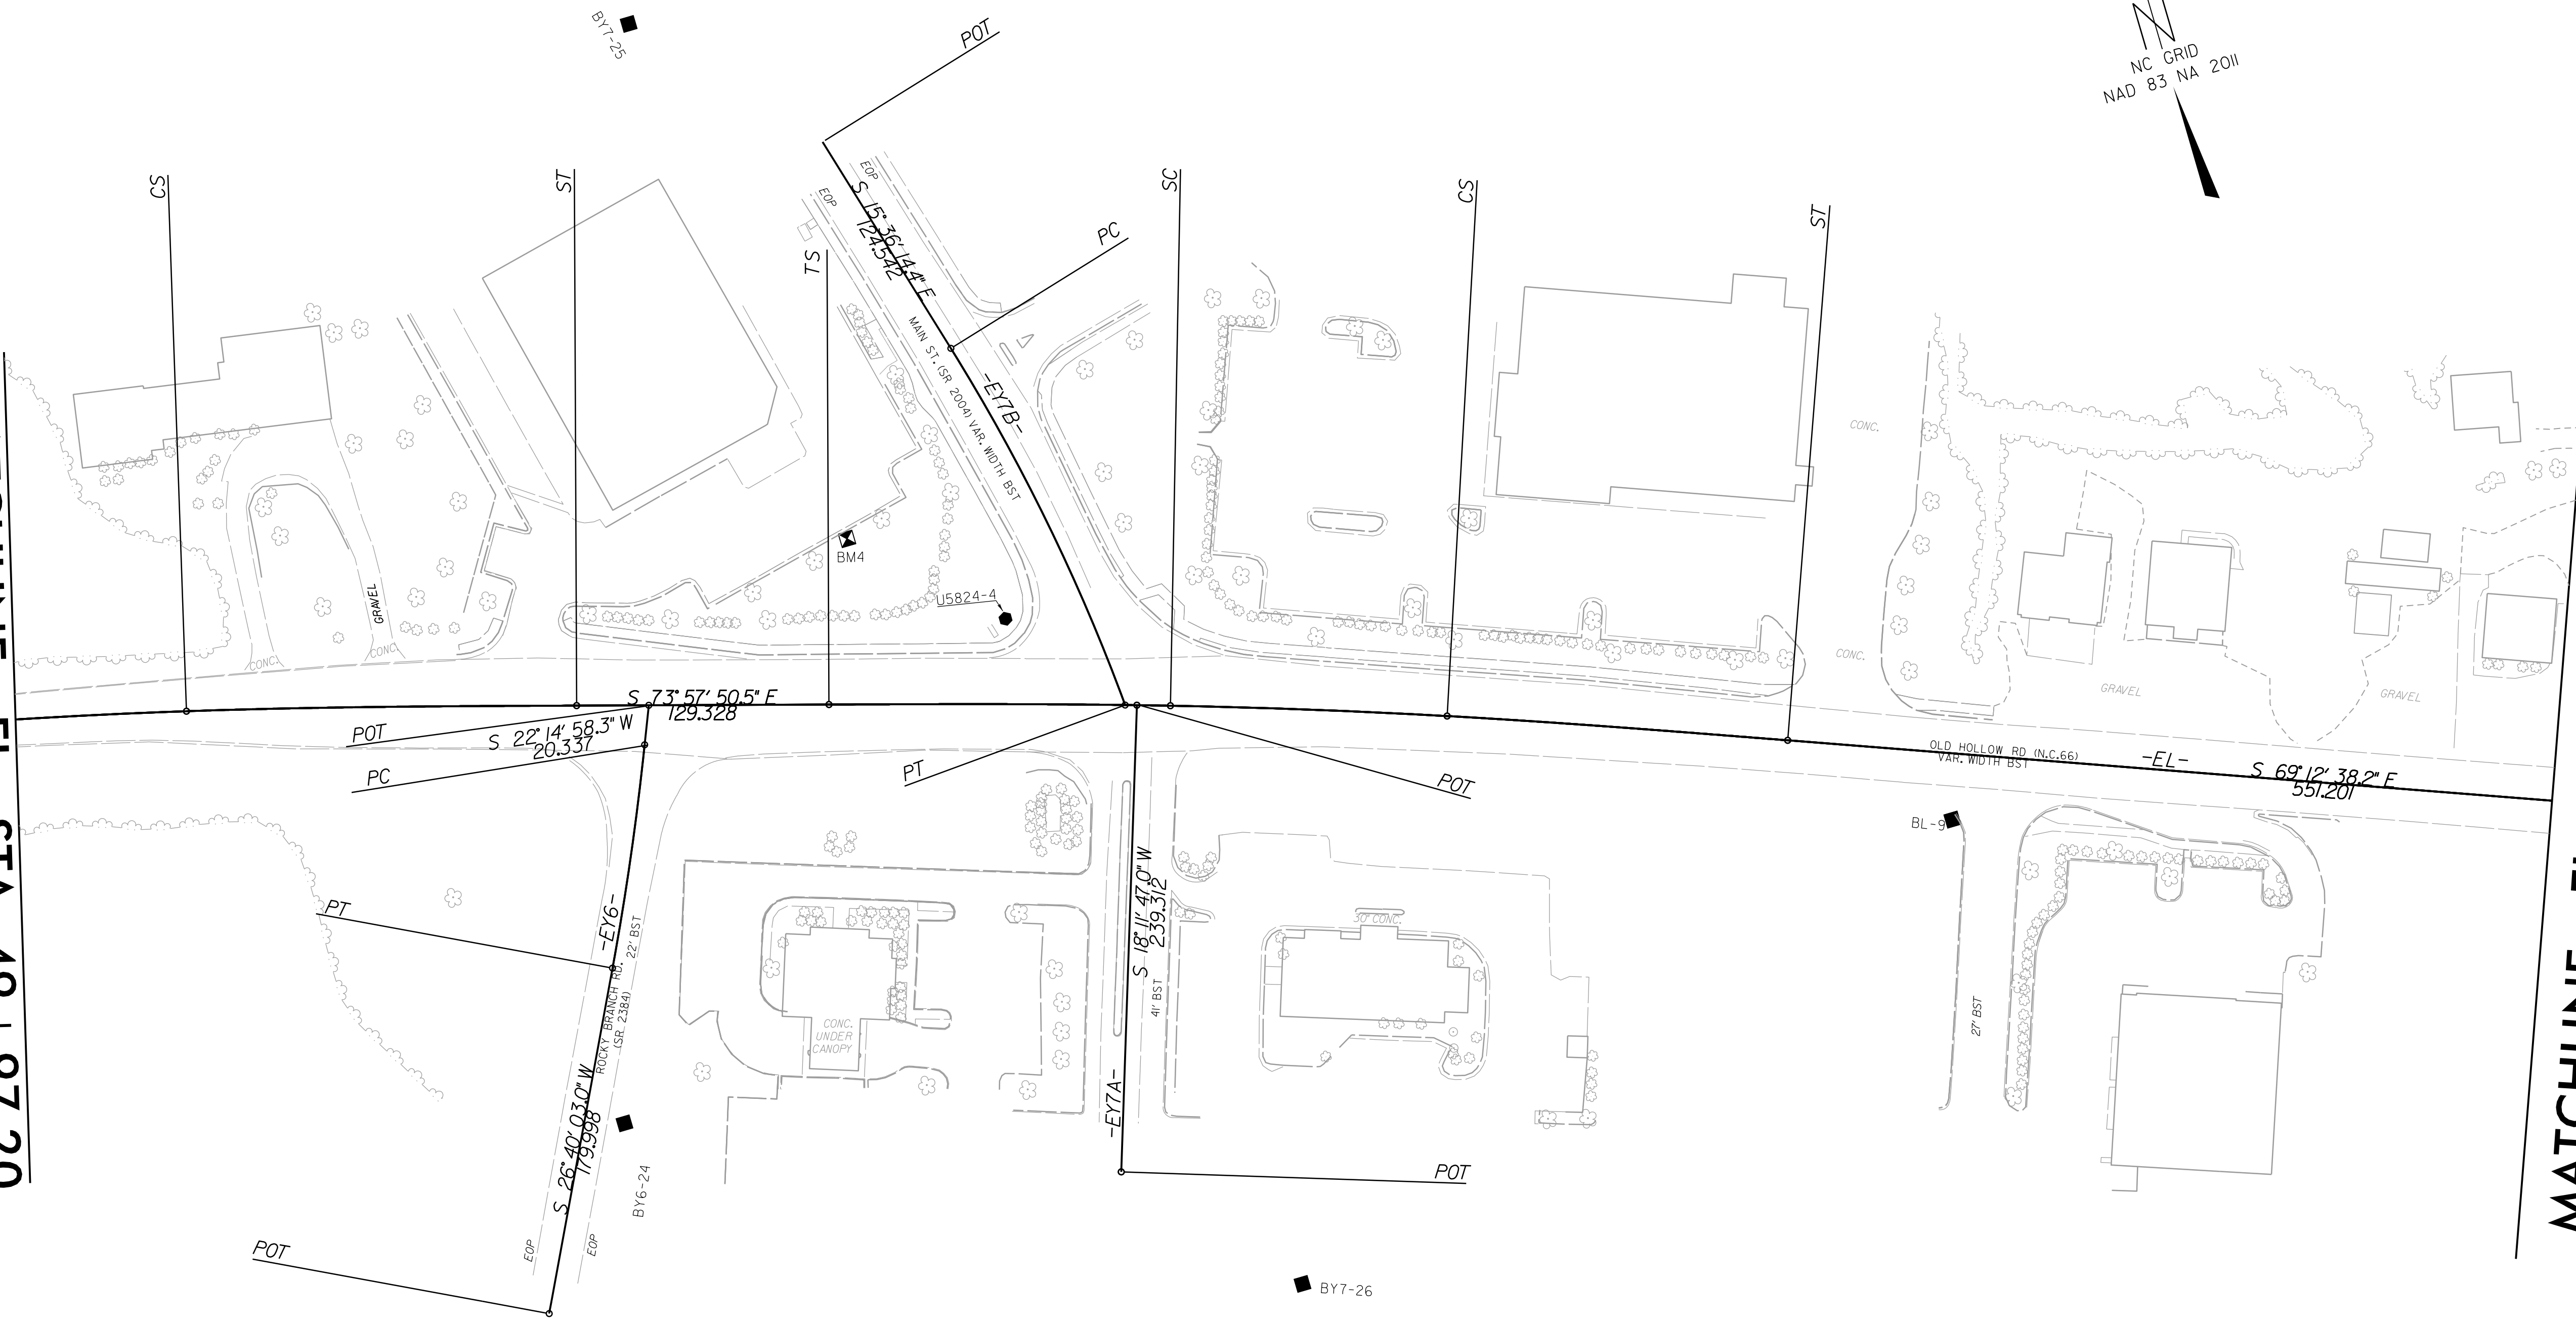 BY7-25
POT
NC GRID
NAD 83 NA 2011
CS
ST
TS
EOP
EOP
S 15° 36' 14.4" E
124.542
PC
SC
CS
ST
MAIN ST. (SR 2004) VAR. WIDTH BST
-EY7B-
CONC.
BM4
U5824-4
GRAVEL
CONC.
CONC.
CONC.
GRAVEL
GRAVEL
S 73° 57' 50.5" E
129.328
POT
S 22° 14' 58.3" W
20.337
PC
PT
POT
OLD HOLLOW RD (N.C.66)
VAR. WIDTH BST
-EL-
S 69° 12' 38.2" E
551.201
BL-9
PT
-EY6-
22' BST
ROCKY BRANCH RD.
(SR 2384)
S 18° 11' 47.0" W
239.312
41' BST
30' CONC.
CONC.
UNDER
CANOPY
27' BST
-EY7A-
S 26° 40' 03.0" W
179.998
BY6-24
POT
EOP
EOP
POT
BY7-26
MATCHLINE